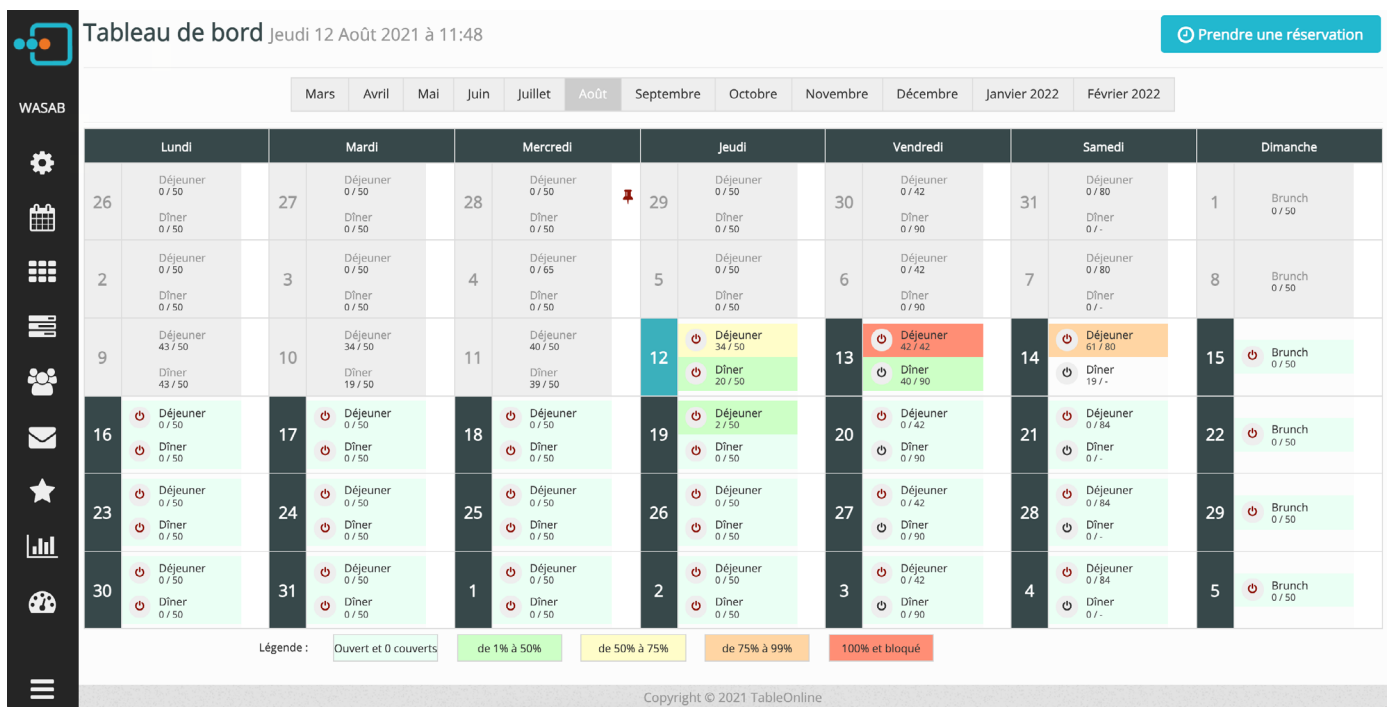 Tableau de bord Jeudi 12 Août 2021 à 11:48
Prendre une réservation
WASAB
Mars Avril Mai Juin Juillet Août Septembre Octobre Novembre Décembre Janvier 2022 Février 2022
Lundi Mardi Mercredi Jeudi Vendredi Samedi Dimanche
Déjeuner Déjeuner Déjeuner Déjeuner Déjeuner Déjeuner
0 / 50 0 / 50 0 / 50 0 / 50 0 / 42 0 / 80
26 27 28 29 30 31 1 Brunch
0 / 50
Dîner Dîner Dîner Dîner Dîner Dîner
0 / 50 0 / 50 0 / 50 0 / 50 0 / 90 0 / -
Déjeuner Déjeuner Déjeuner Déjeuner Déjeuner Déjeuner
0 / 50 0 / 50 0 / 65 0 / 50 0 / 42 0 / 80
2 3 4 5 6 7 8 Brunch
0 / 50
Dîner Dîner Dîner Dîner Dîner Dîner
0 / 50 0 / 50 0 / 50 0 / 50 0 / 90 0 / -
Déjeuner Déjeuner Déjeuner Déjeuner Déjeuner Déjeuner
43 / 50 34 / 50 40 / 50 34 / 50 42 / 42 61 / 80
9 10 11 12 13 14 15 Brunch
0 / 50
Dîner Dîner Dîner Dîner Dîner Dîner
43 / 50 19 / 50 39 / 50 20 / 50 40 / 90 19 / -
Déjeuner Déjeuner Déjeuner Déjeuner Déjeuner Déjeuner
0 / 50 0 / 50 0 / 50 2 / 50 0 / 42 0 / 84
16 17 18 19 20 21 22 Brunch
0 / 50
Dîner Dîner Dîner Dîner Dîner Dîner
0 / 50 0 / 50 0 / 50 0 / 50 0 / 90 0 / -
Déjeuner Déjeuner Déjeuner Déjeuner Déjeuner Déjeuner
0 / 50 0 / 50 0 / 50 0 / 50 0 / 42 0 / 84
23 24 25 26 27 28 29 Brunch
0 / 50
Dîner Dîner Dîner Dîner Dîner Dîner
0 / 50 0 / 50 0 / 50 0 / 50 0 / 90 0 / -
Déjeuner Déjeuner Déjeuner Déjeuner Déjeuner Déjeuner
0 / 50 0 / 50 0 / 50 0 / 50 0 / 42 0 / 84
30 31 1 2 3 4 5 Brunch
0 / 50
Dîner Dîner Dîner Dîner Dîner Dîner
0 / 50 0 / 50 0 / 50 0 / 50 0 / 90 0 / -
Légende : Ouvert et 0 couverts de 1% à 50% de 50% à 75% de 75% à 99% 100% et bloqué
Copyright © 2021 TableOnline